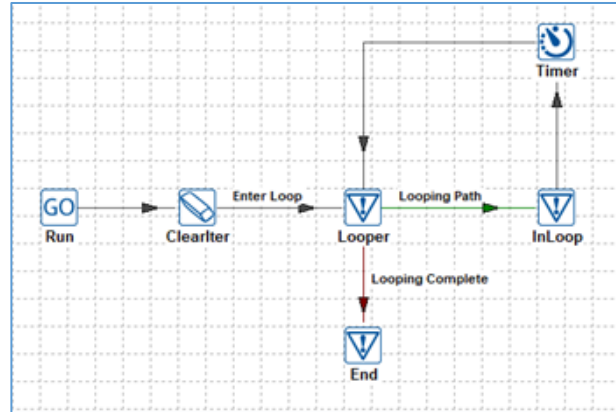 Timer
Enter Loop
Looping Path
GO
Run
ClearIter
Looper
InLoop
Looping Complete
End